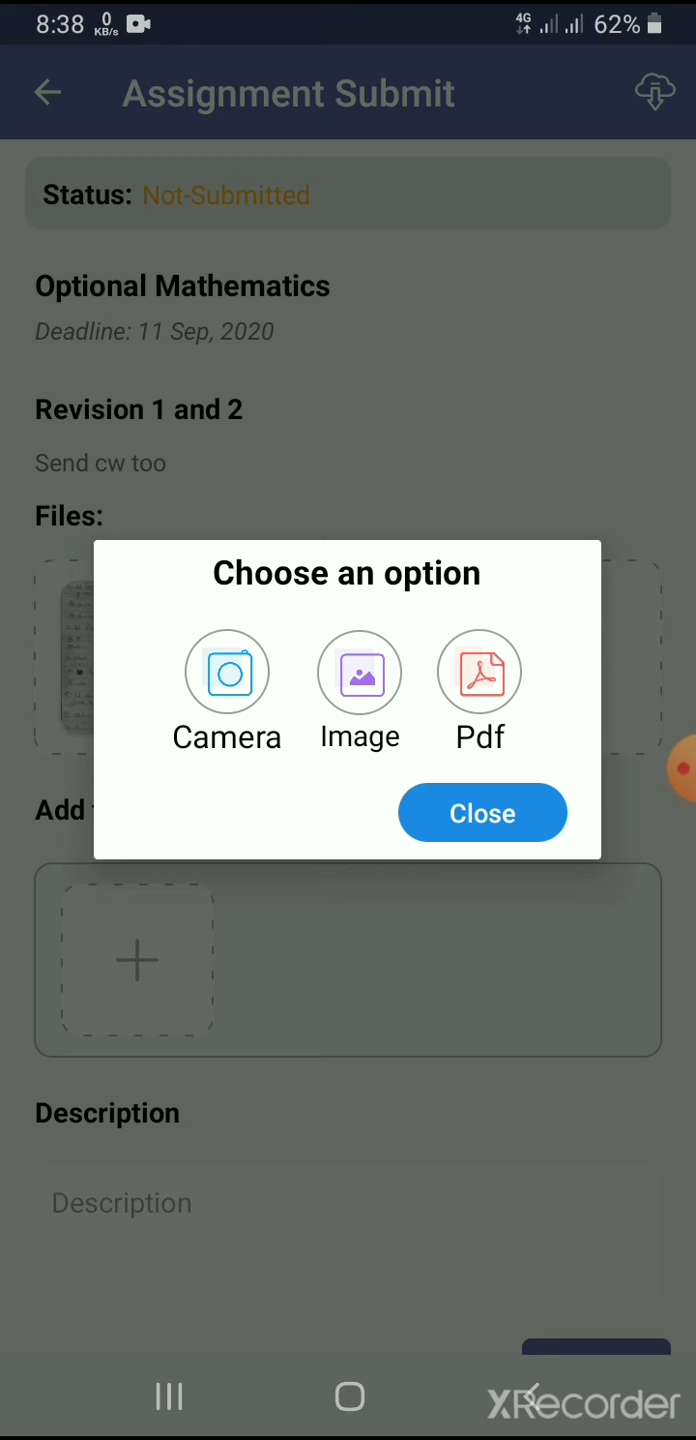 8:38 0 KB/s 4G 62%
Assignment Submit
Status: Not-Submitted
Optional Mathematics
Deadline: 11 Sep, 2020
Revision 1 and 2
Send cw too
Files:
Choose an option
Camera Image Pdf
Close
Add
Description
Description
XRecorder